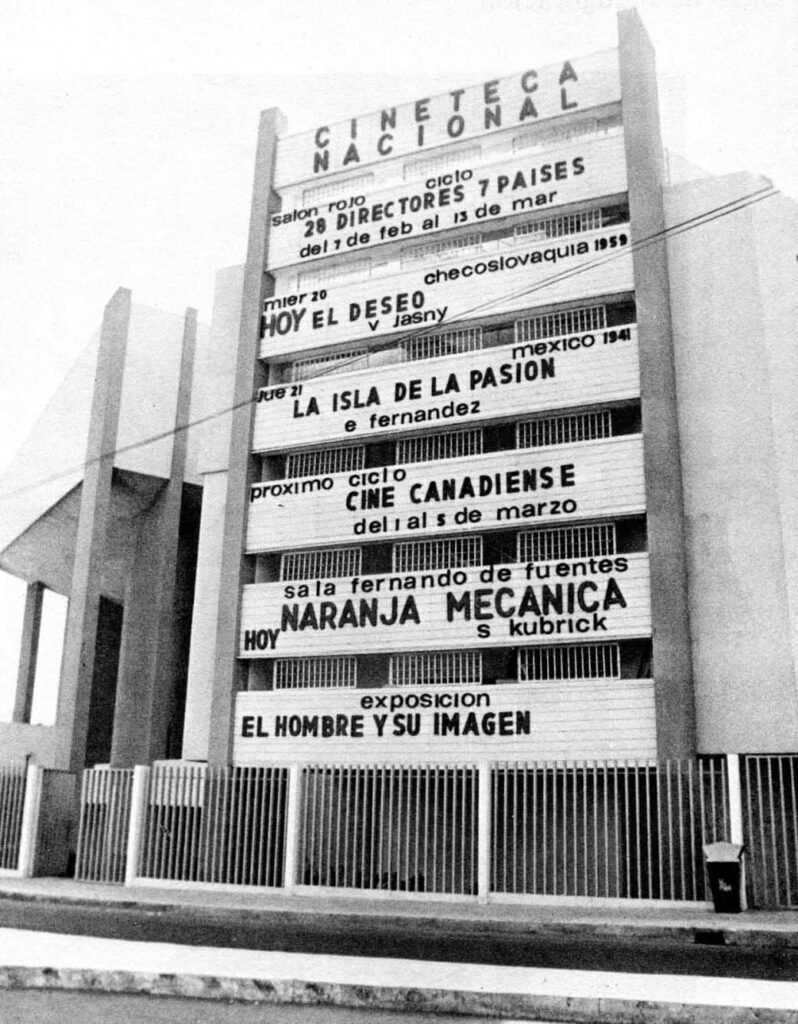 CINETECA
NACIONAL
salon rojo ciclo
28 DIRECTORES 7 PAISES
del 7 de feb al 13 de mar
mier 20 checoslovaquia 1959
HOY EL DESEO
v Jasny
Jue 21 mexico 1941
LA ISLA DE LA PASION
e fernandez
proximo ciclo
CINE CANADIENSE
del 1 al 5 de marzo
sala fernando de fuentes
HOY NARANJA MECANICA
s kubrick
exposicion
EL HOMBRE Y SU IMAGEN